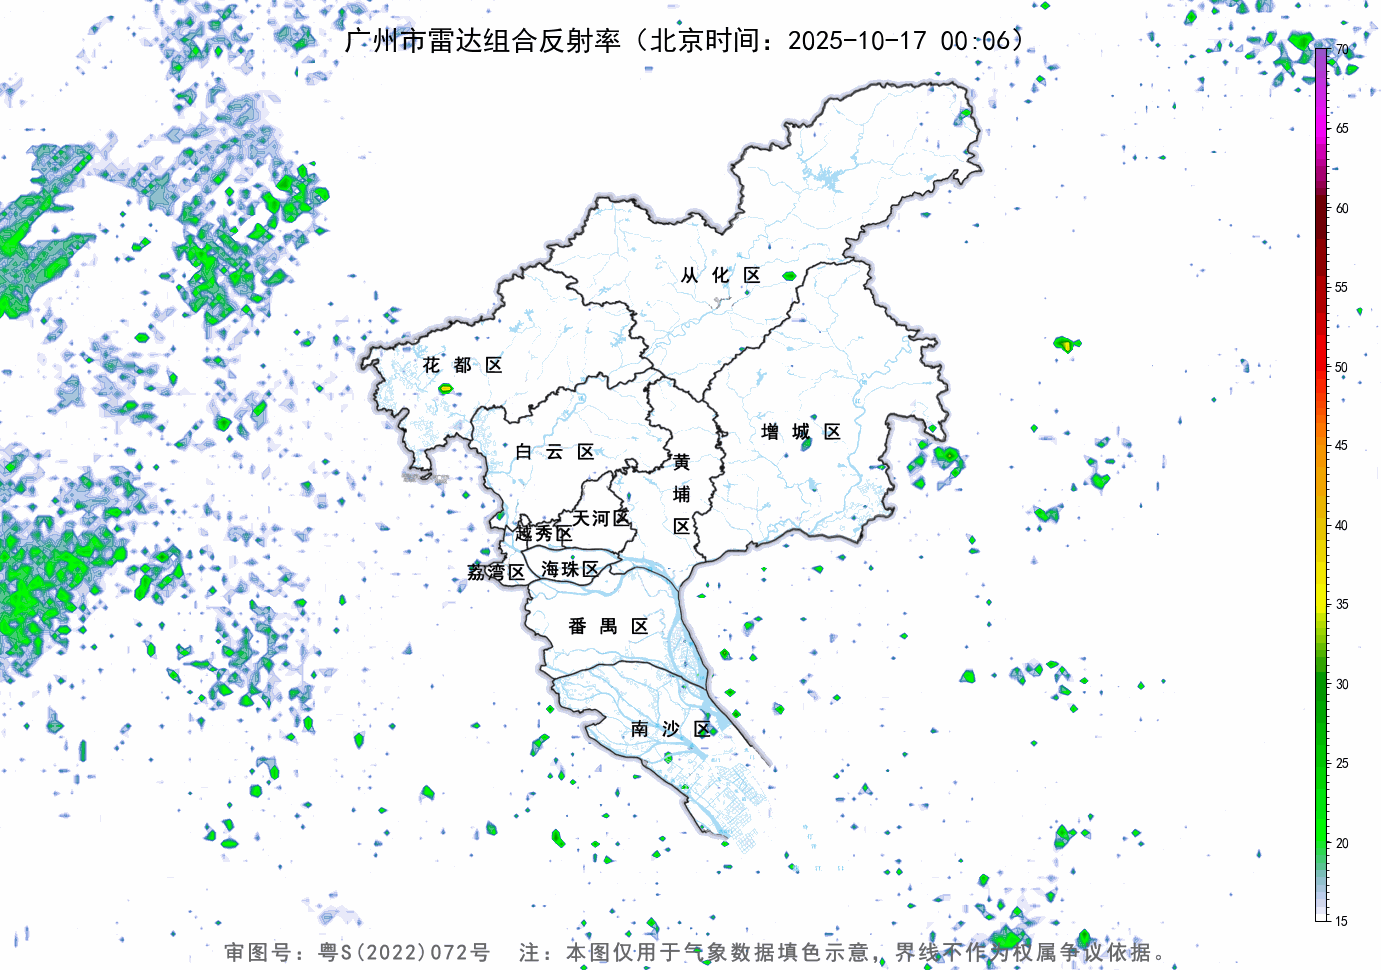 广州市雷达组合反射率（北京时间：2025-10-17 00:06）
70
65
60
55
50
45
40
35
30
25
20
15
从化区
花都区
增城区
白云区
黄埔区
天河区
越秀区
海珠区
荔湾区
番禺区
南沙区
审图号：粤S(2022)072号 注：本图仅用于气象数据填色示意，界线不作为权属争议依据。